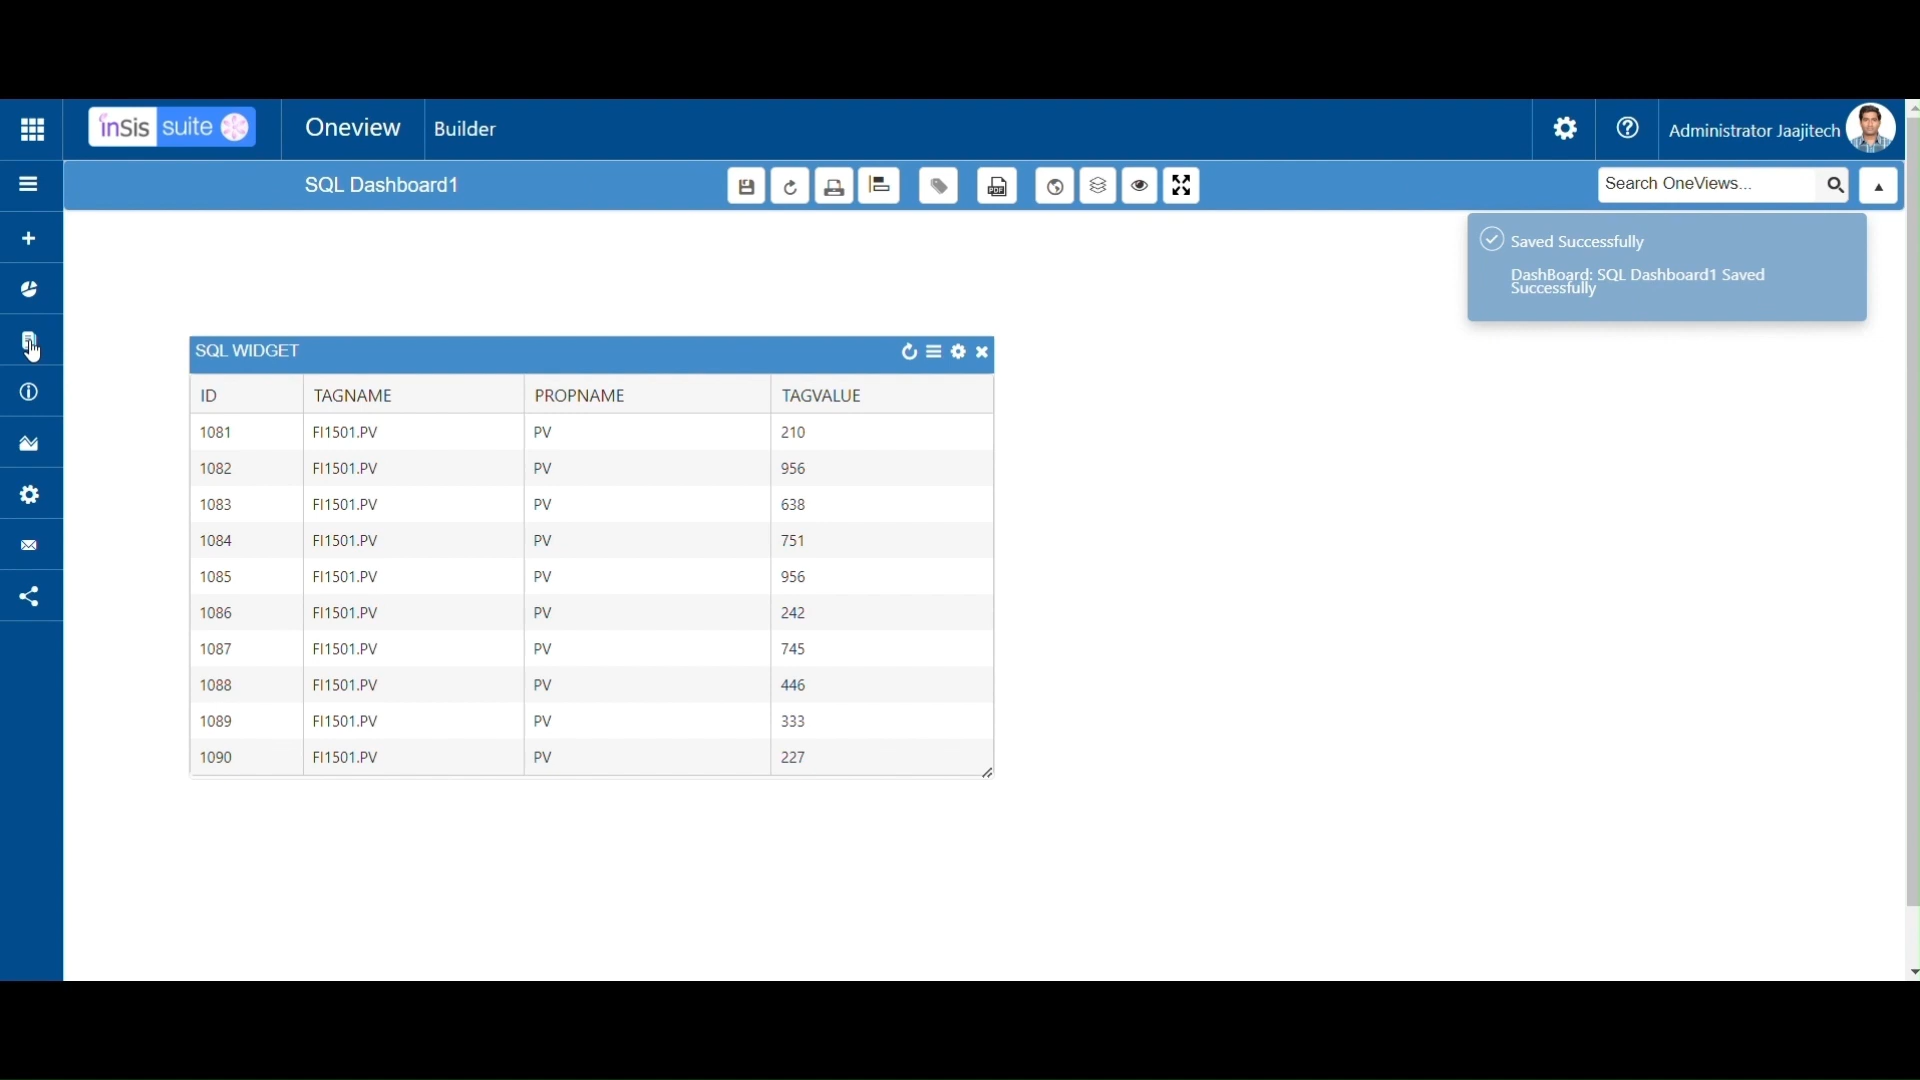 inSis suite
Oneview
Builder
Administrator Jaajitech
SQL Dashboard1
PDF
Search OneViews...
Saved Successfully
DashBoard: SQL Dashboard1 Saved
Successfully
SQL WIDGET
ID TAGNAME PROPNAME TAGVALUE
1081 FI1501.PV PV 210
1082 FI1501.PV PV 956
1083 FI1501.PV PV 638
1084 FI1501.PV PV 751
1085 FI1501.PV PV 956
1086 FI1501.PV PV 242
1087 FI1501.PV PV 745
1088 FI1501.PV PV 446
1089 FI1501.PV PV 333
1090 FI1501.PV PV 227